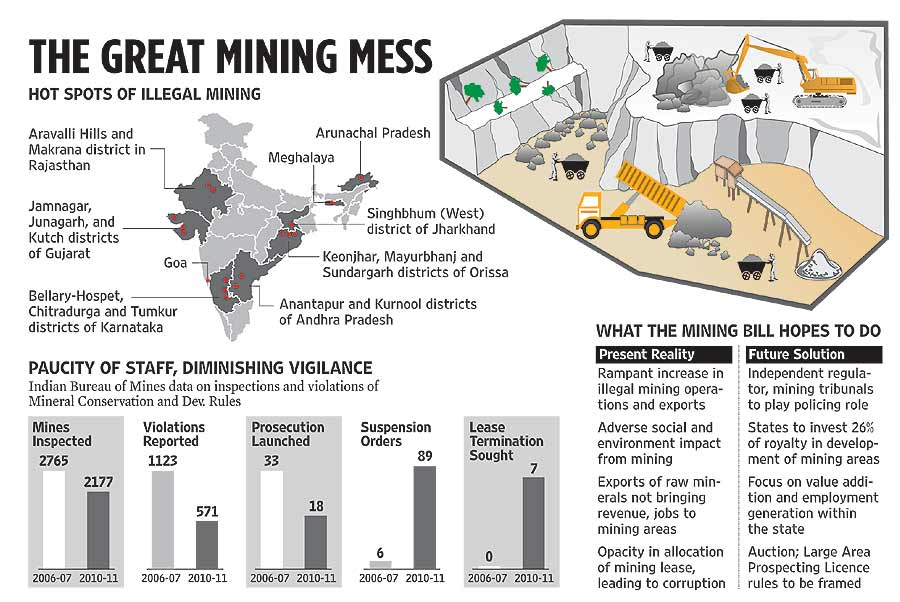 THE GREAT MINING MESS
HOT SPOTS OF ILLEGAL MINING
Aravalli Hills and
Makrana district in
Rajasthan
Jamnagar,
Junagarh, and
Kutch districts
of Gujarat
Goa
Bellary-Hospet,
Chitradurga and Tumkur
districts of Karnataka
Arunachal Pradesh
Meghalaya
Singhbhum (West)
district of Jharkhand
Keonjhar, Mayurbhanj and
Sundargarh districts of Orissa
Anantapur and Kurnool districts
of Andhra Pradesh
PAUCITY OF STAFF, DIMINISHING VIGILANCE
Indian Bureau of Mines data on inspections and violations of
Mineral Conservation and Dev. Rules
Mines
Inspected
2765
2177
2006-07 2010-11
Violations
Reported
1123
571
2006-07 2010-11
Prosecution
Launched
33
18
2006-07 2010-11
Suspension
Orders
6
89
2006-07 2010-11
Lease
Termination
Sought
0
7
2006-07 2010-11
WHAT THE MINING BILL HOPES TO DO
Present Reality
Rampant increase in
illegal mining opera-
tions and exports
Adverse social and
environment impact
from mining
Exports of raw min-
erals not bringing
revenue, jobs to
mining areas
Opacity in allocation
of mining lease,
leading to corruption
Future Solution
Independent regula-
tor, mining tribunals
to play policing role
States to invest 26%
of royalty in develop-
ment of mining areas
Focus on value addi-
tion and employment
generation within
the state
Auction; Large Area
Prospecting Licence
rules to be framed